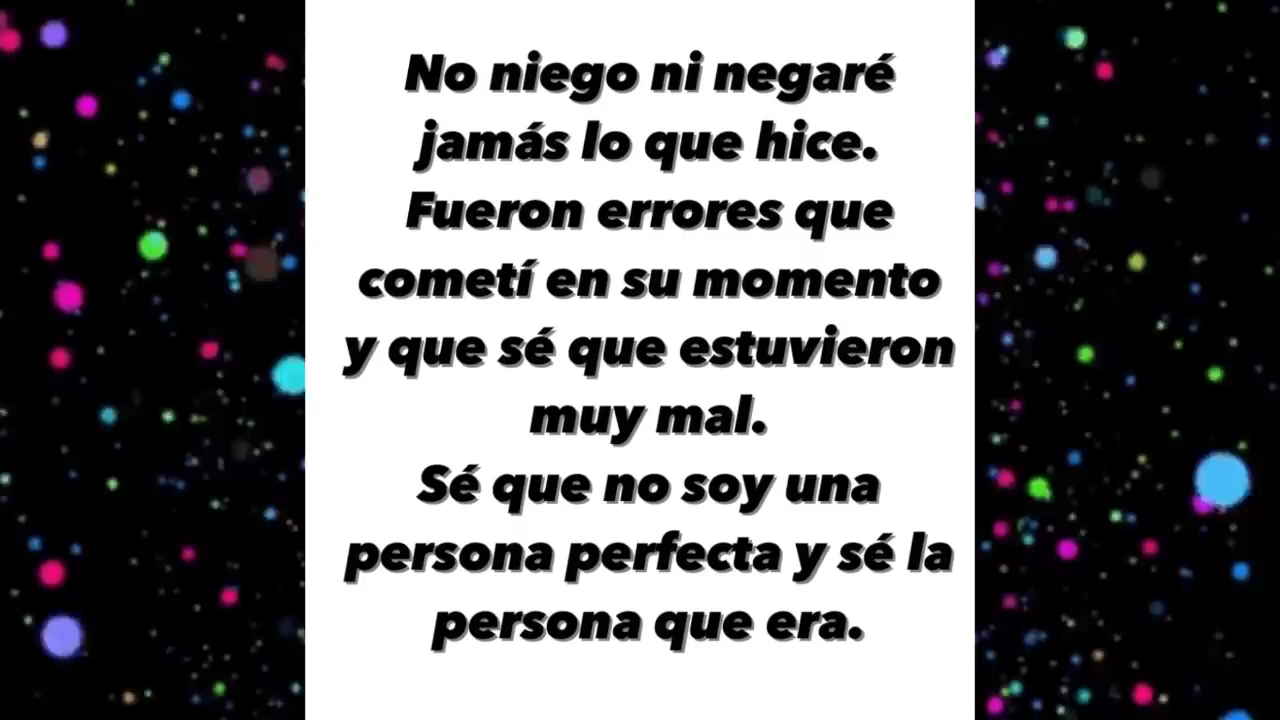 No niego ni negaré
jamás lo que hice.
Fueron errores que
cometí en su momento
y que sé que estuvieron
muy mal.
Sé que no soy una
persona perfecta y sé la
persona que era.